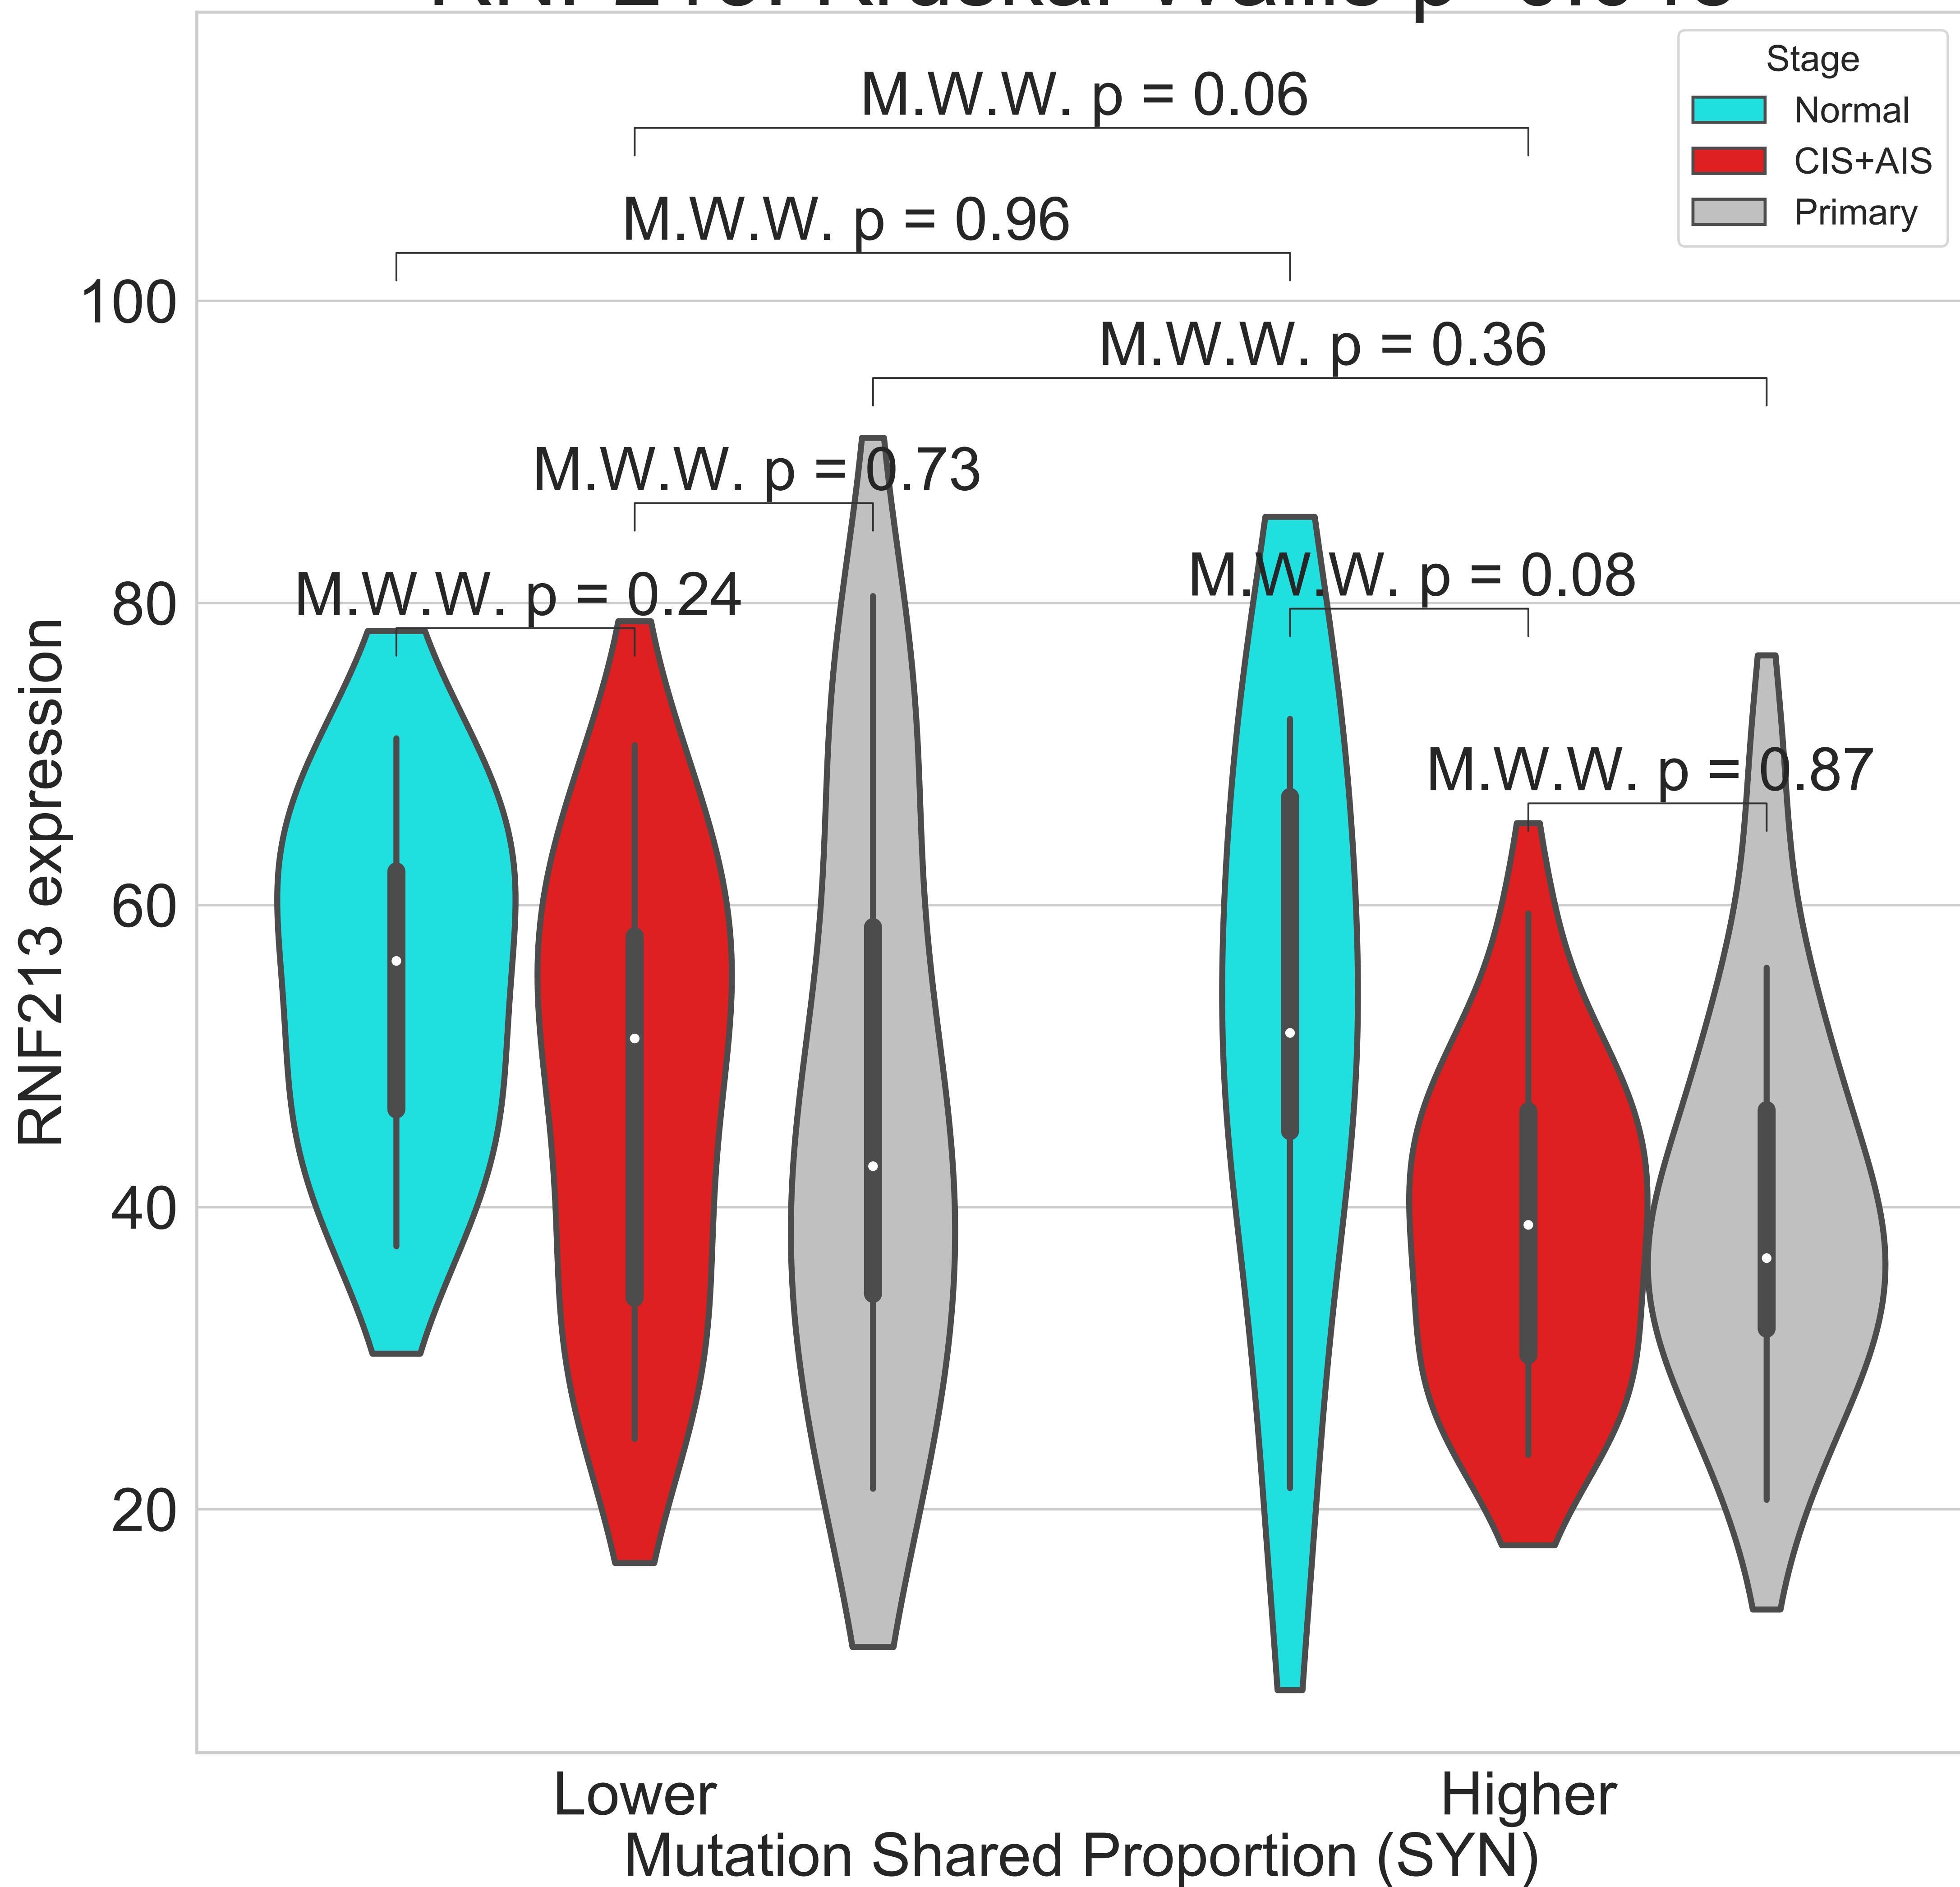 Stage
Normal
CIS+AIS
Primary
M.W.W. p = 0.06
M.W.W. p = 0.96
M.W.W. p = 0.36
M.W.W. p = 0.73
M.W.W. p = 0.24
M.W.W. p = 0.08
M.W.W. p = 0.87
100
80
60
40
20
RNF213 expression
Lower
Higher
Mutation Shared Proportion (SYN)